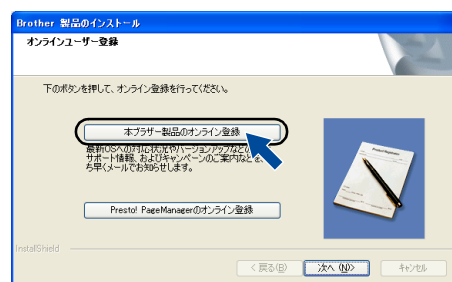 Brother 製品のインストール
オンラインユーザー登録
下のボタンを押して、オンライン登録を行ってください。
本ブラザー製品のオンライン登録
最新OSへの対応状況やバージョンアップなどの
サポート情報、およびキャンペーンのご案内などを
ち早くメールでお知らせします。
Presto! PageManagerのオンライン登録
InstallShield
< 戻る(B)
次へ (N)>
キャンセル